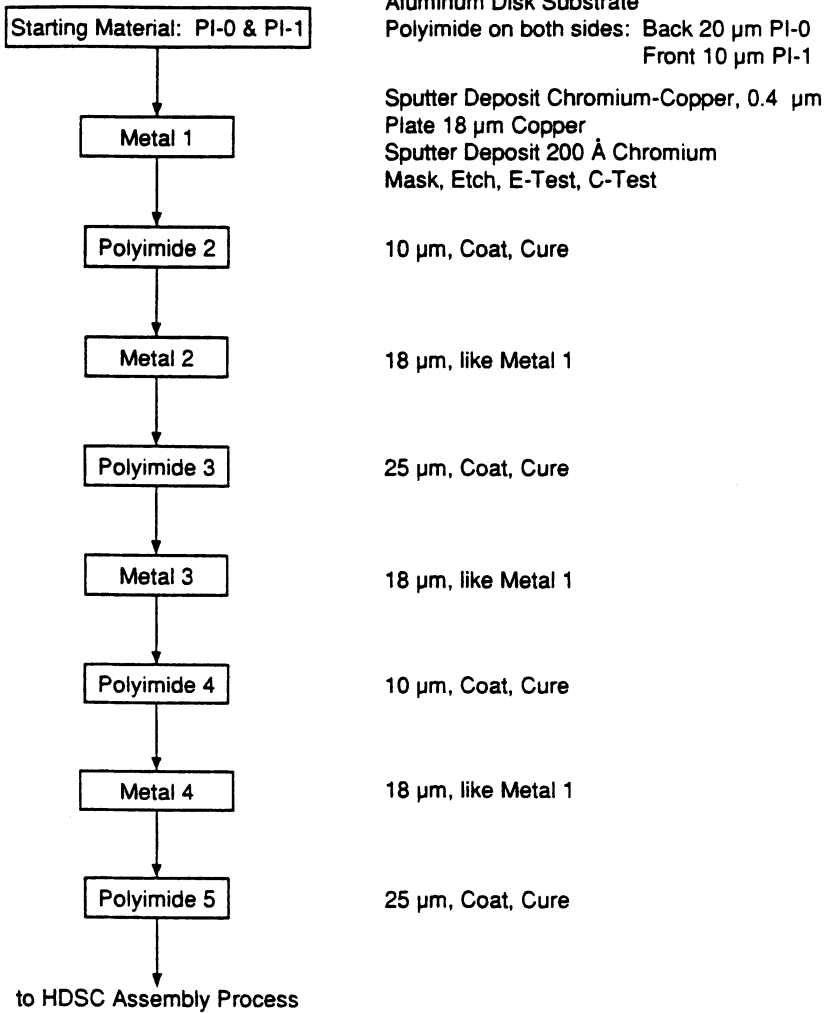 Aluminum Disk Substrate
Starting Material: PI-0 & PI-1
Polyimide on both sides: Back 20 µm PI-0
Front 10 µm PI-1
Metal 1
Sputter Deposit Chromium-Copper, 0.4 µm
Plate 18 µm Copper
Sputter Deposit 200 Å Chromium
Mask, Etch, E-Test, C-Test
Polyimide 2
10 µm, Coat, Cure
Metal 2
18 µm, like Metal 1
Polyimide 3
25 µm, Coat, Cure
Metal 3
18 µm, like Metal 1
Polyimide 4
10 µm, Coat, Cure
Metal 4
18 µm, like Metal 1
Polyimide 5
25 µm, Coat, Cure
to HDSC Assembly Process